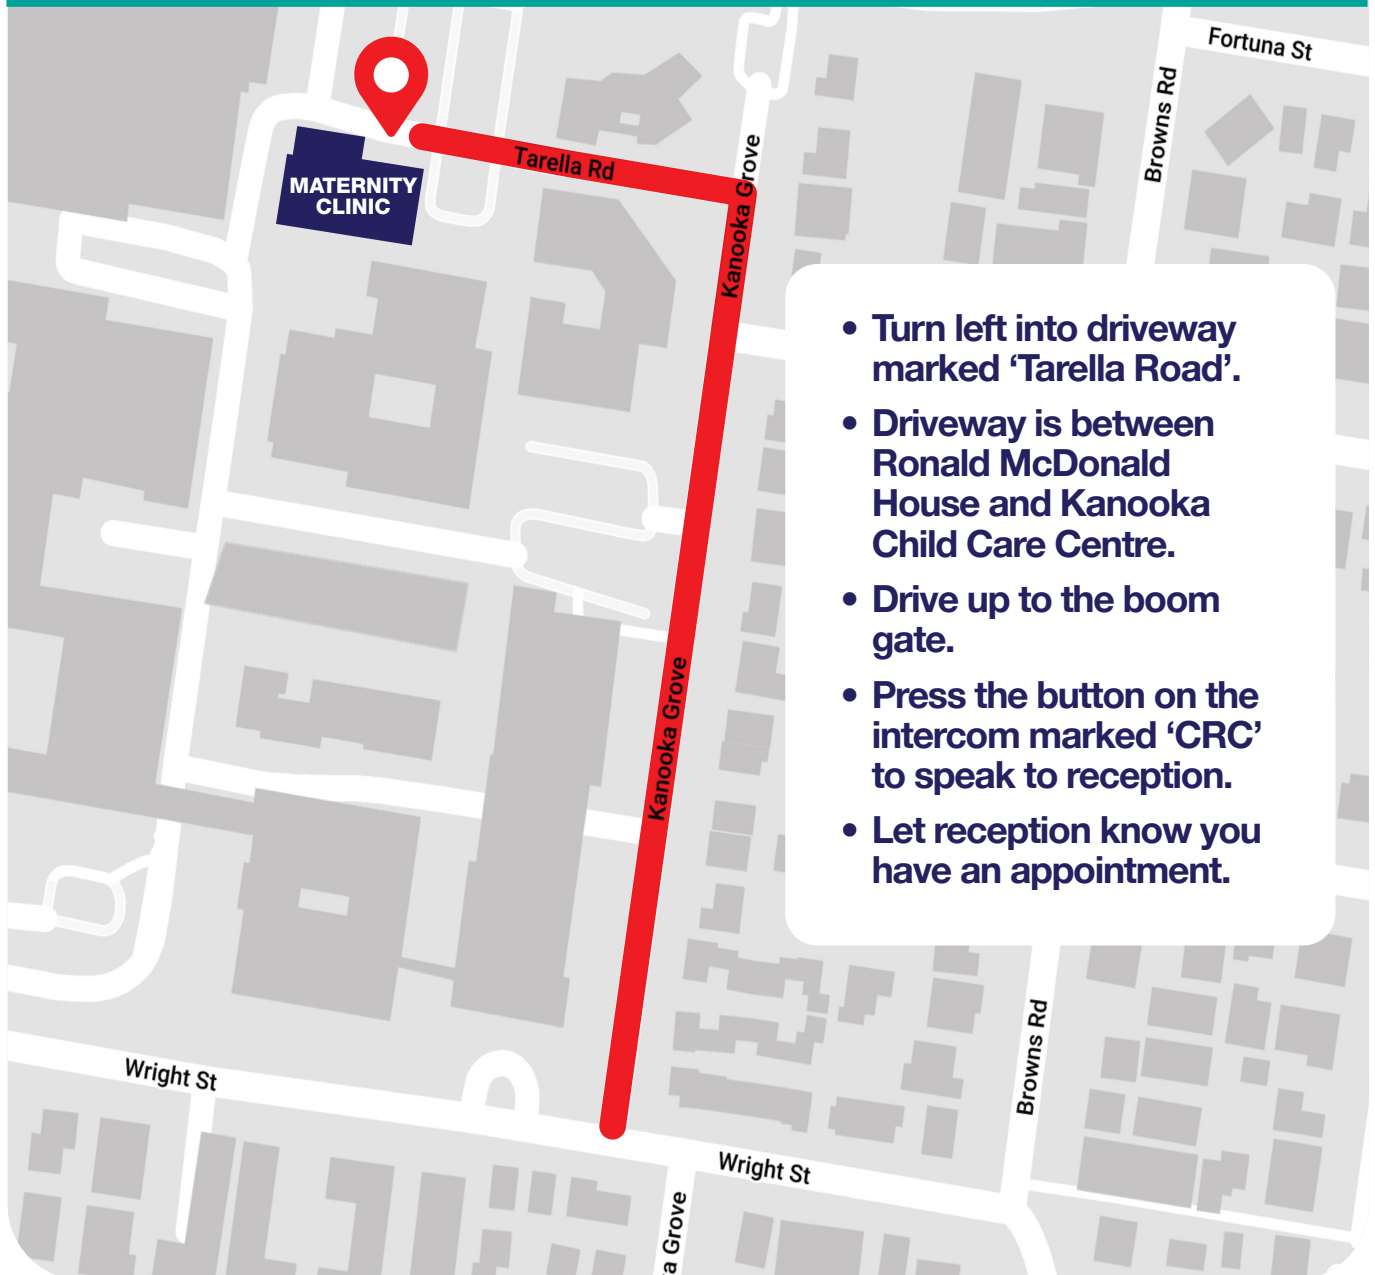 Fortuna St
Browns Rd
Kanooka Grove
Tarella Rd
MATERNITY
CLINIC
• Turn left into driveway
marked ‘Tarella Road’.
• Driveway is between
Ronald McDonald
House and Kanooka
Child Care Centre.
• Drive up to the boom
gate.
• Press the button on the
intercom marked ‘CRC’
to speak to reception.
• Let reception know you
have an appointment.
Kanooka Grove
Browns Rd
Wright St
Wright St
a Grove